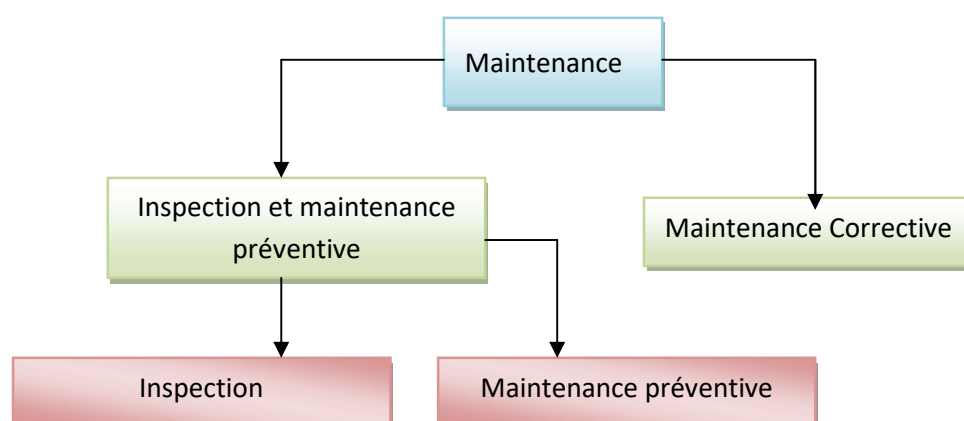 Maintenance
Inspection et maintenance
préventive
Maintenance Corrective
Inspection
Maintenance préventive